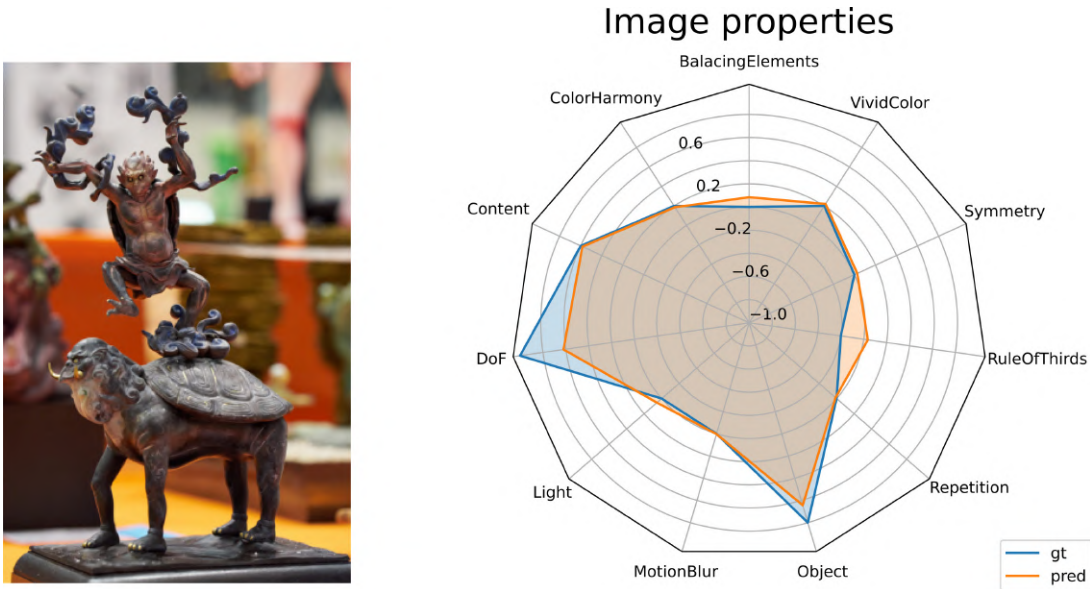 Image properties
BalacingElements
ColorHarmony
VividColor
0.6
Content
0.2
Symmetry
−0.2
−0.6
−1.0
DoF
RuleOfThirds
Light
Repetition
MotionBlur
Object
gt
pred